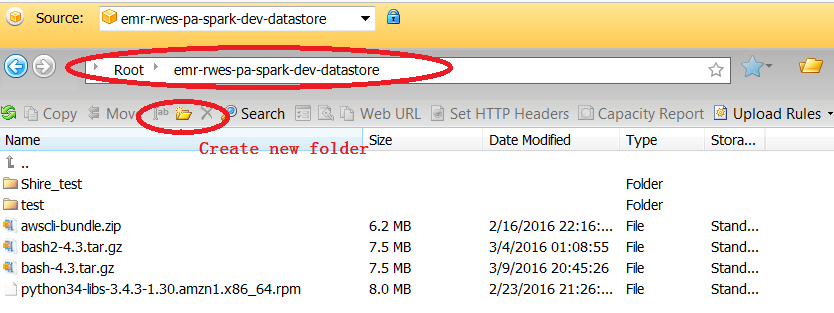 Source: emr-rwes-pa-spark-dev-datastore
Root emr-rwes-pa-spark-dev-datastore
Copy Move ab Search Web URL Set HTTP Headers Capacity Report Upload Rules
Name Size Date Modified Type Stora...
Create new folder
..
Shire_test Folder
test Folder
awscli-bundle.zip 6.2 MB 2/16/2016 22:16:... File Stand...
bash2-4.3.tar.gz 7.5 MB 3/4/2016 01:08:55 File Stand...
bash-4.3.tar.gz 7.5 MB 3/9/2016 20:45:26 File Stand...
python34-libs-3.4.3-1.30.amzn1.x86_64.rpm 8.0 MB 2/23/2016 21:26:... File Stand...